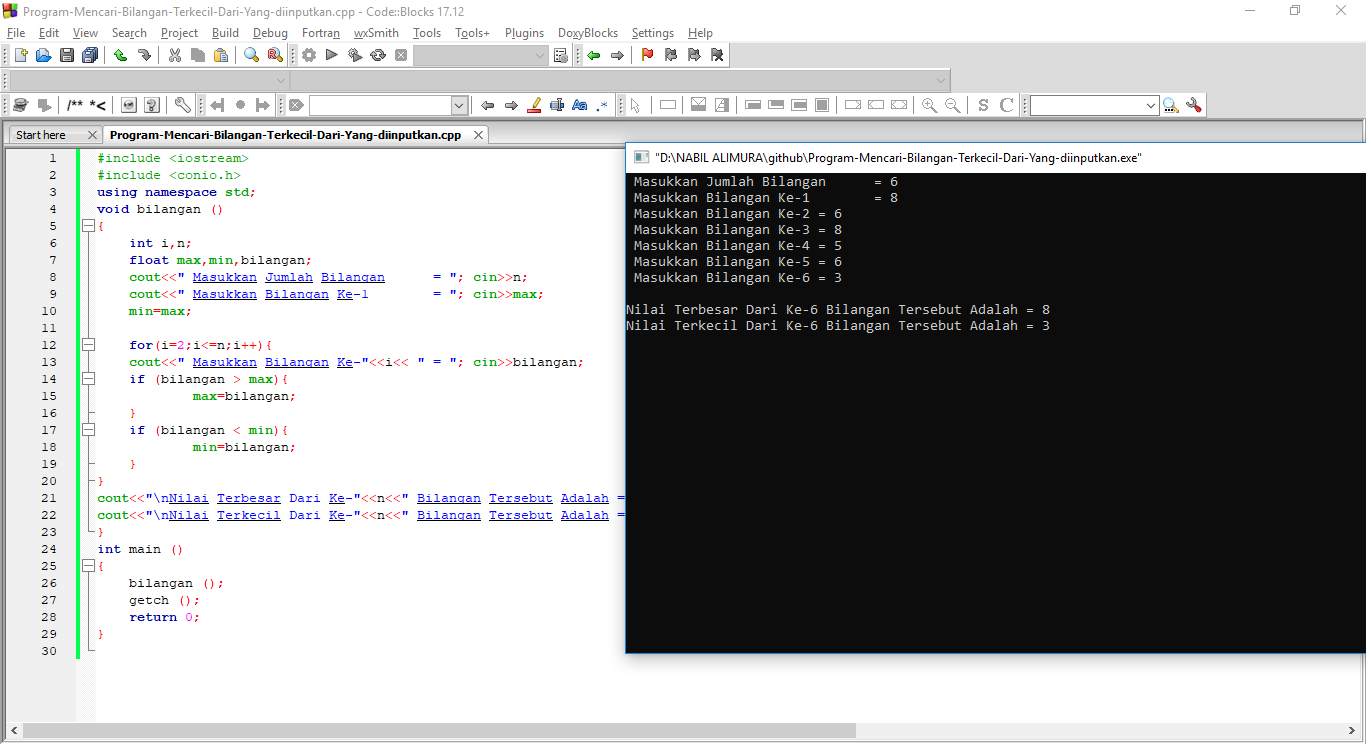 Program-Mencari-Bilangan-Terkecil-Dari-Yang-diinputkan.cpp - Code::Blocks 17.12
File Edit View Search Project Build Debug Fortran wxSmith Tools Tools+ Plugins DoxyBlocks Settings Help
/** *<
Aa .*
S C
Start here Program-Mencari-Bilangan-Terkecil-Dari-Yang-diinputkan.cpp
1 #include <iostream>
2 #include <conio.h>
3 using namespace std;
4 void bilangan ()
5 {
6 int i,n;
7 float max,min,bilangan;
8 cout<<" Masukkan Jumlah Bilangan      = "; cin>>n;
9 cout<<" Masukkan Bilangan Ke-1        = "; cin>>max;
10 min=max;
11
12 for(i=2;i<=n;i++){
13 cout<<" Masukkan Bilangan Ke-"<<i<< " = "; cin>>bilangan;
14 if (bilangan > max){
15 max=bilangan;
16 }
17 if (bilangan < min){
18 min=bilangan;
19 }
20 }
21 cout<<"\nNilai Terbesar Dari Ke-"<<n<<" Bilangan Tersebut Adalah =
22 cout<<"\nNilai Terkecil Dari Ke-"<<n<<" Bilangan Tersebut Adalah =
23 }
24 int main ()
25 {
26 bilangan ();
27 getch ();
28 return 0;
29 }
30
"D:\NABIL ALIMURA\github\Program-Mencari-Bilangan-Terkecil-Dari-Yang-diinputkan.exe"
Masukkan Jumlah Bilangan      = 6
Masukkan Bilangan Ke-1        = 8
Masukkan Bilangan Ke-2 = 6
Masukkan Bilangan Ke-3 = 8
Masukkan Bilangan Ke-4 = 5
Masukkan Bilangan Ke-5 = 6
Masukkan Bilangan Ke-6 = 3
Nilai Terbesar Dari Ke-6 Bilangan Tersebut Adalah = 8
Nilai Terkecil Dari Ke-6 Bilangan Tersebut Adalah = 3